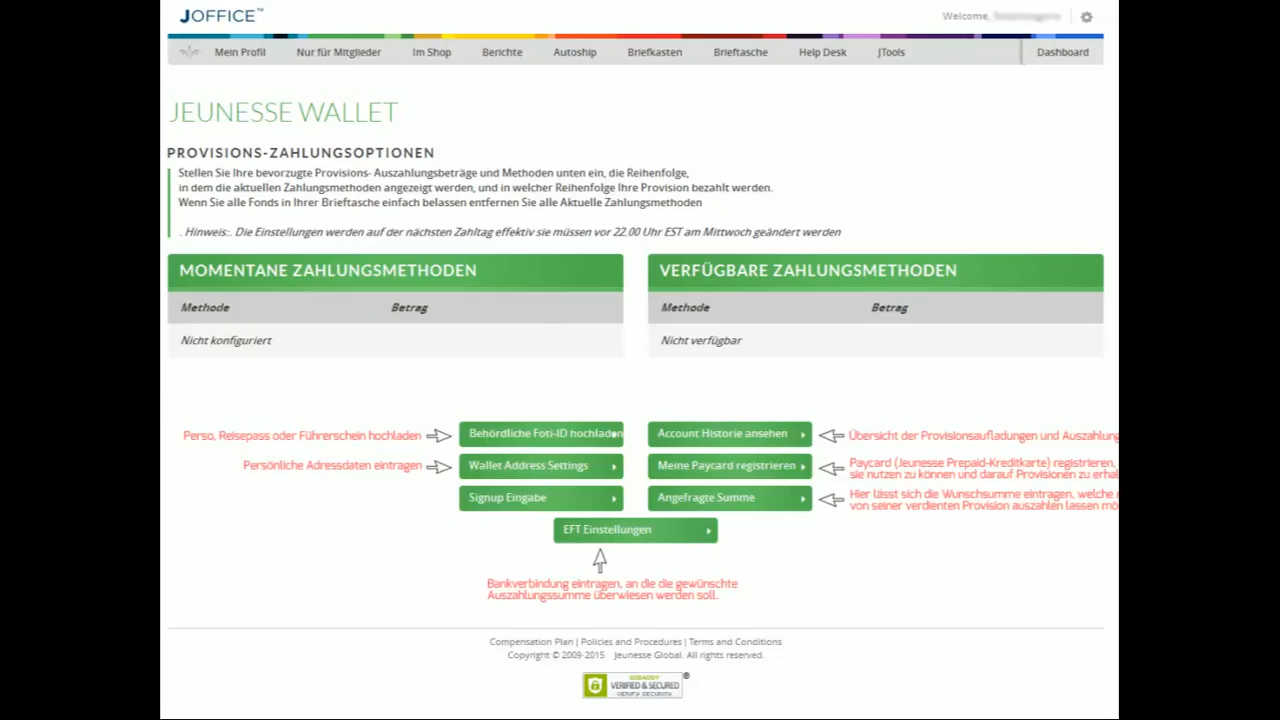 JOFFICE™
Welcome,
Mein Profil Nur für Mitglieder Im Shop Berichte Autoship Briefkasten Brieftasche Help Desk JTools Dashboard
JEUNESSE WALLET
PROVISIONS-ZAHLUNGSOPTIONEN
Stellen Sie Ihre bevorzugte Provisions- Auszahlungsbeträge und Methoden unten ein, die Reihenfolge,
in dem die aktuellen Zahlungsmethoden angezeigt werden, und in welcher Reihenfolge Ihre Provision bezahlt werden.
Wenn Sie alle Fonds in Ihrer Brieftasche einfach belassen entfernen Sie alle Aktuelle Zahlungsmethoden
. Hinweis:. Die Einstellungen werden auf der nächsten Zahltag effektiv sie müssen vor 22.00 Uhr EST am Mittwoch geändert werden
MOMENTANE ZAHLUNGSMETHODEN
Methode Betrag
Nicht konfiguriert
VERFÜGBARE ZAHLUNGSMETHODEN
Methode Betrag
Nicht verfügbar
Perso, Reisepass oder Führerschein hochladen
Behördliche Foti-ID hochladen
Account Historie ansehen
Übersicht der Provisionsaufladungen und Auszahlung
Persönliche Adressdaten eintragen
Wallet Address Settings
Meine Paycard registrieren
Paycard (Jeunesse Prepaid-Kreditkarte) registrieren,
sie nutzen zu können und darauf Provisionen zu erhal
Signup Eingabe
Angefragte Summe
Hier lässt sich die Wunschsumme eintragen, welche
von seiner verdienten Provision auszahlen lassen mö
EFT Einstellungen
Bankverbindung eintragen, an die die gewünschte
Auszahlungssumme überwiesen werden soll.
Compensation Plan | Policies and Procedures | Terms and Conditions
Copyright © 2009-2015 Jeunesse Global. All rights reserved.
GODADDY
VERIFIED & SECURED
VERIFY SECURITY